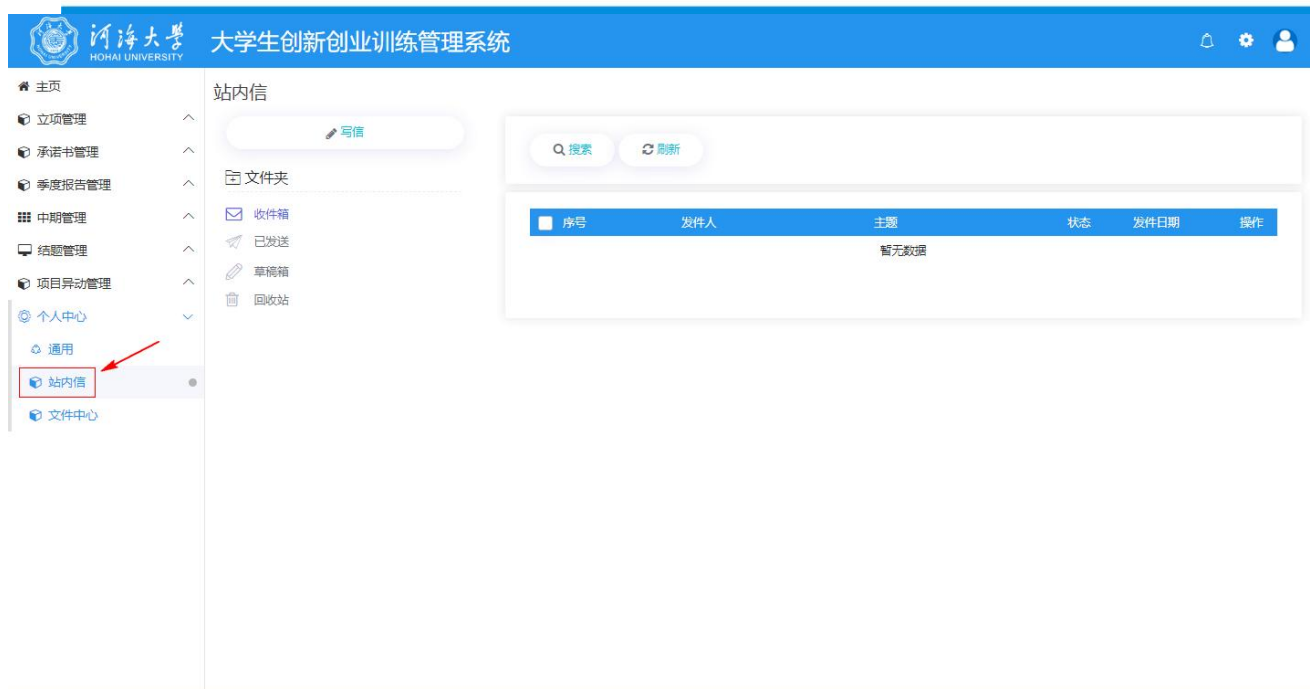 河海大學
HOHAI UNIVERSITY
大学生创新创业训练管理系统
主页
立项管理
承诺书管理
季度报告管理
中期管理
结题管理
项目异动管理
个人中心
通用
站内信
文件中心
站内信
写信
文件夹
收件箱
已发送
草稿箱
回收站
搜索 刷新
序号 发件人 主题 状态 发件日期 操作
暂无数据